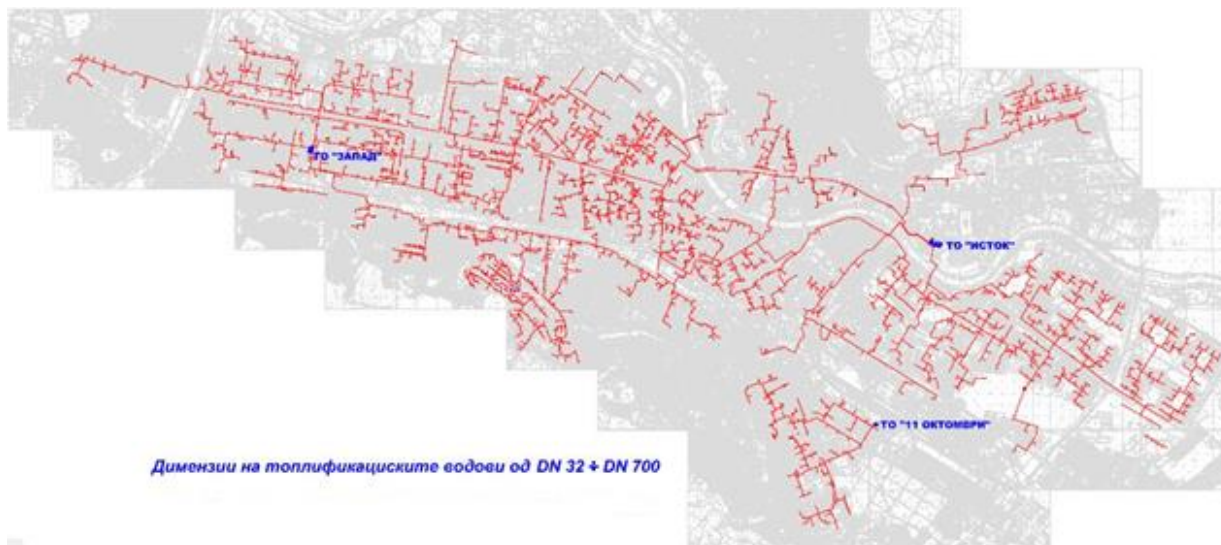 ТО "ЗАПАД"
ТО "ИСТОК"
ТО "11 ОКТОМВРИ"
Димензии на топлификациските водови од DN 32 ÷ DN 700